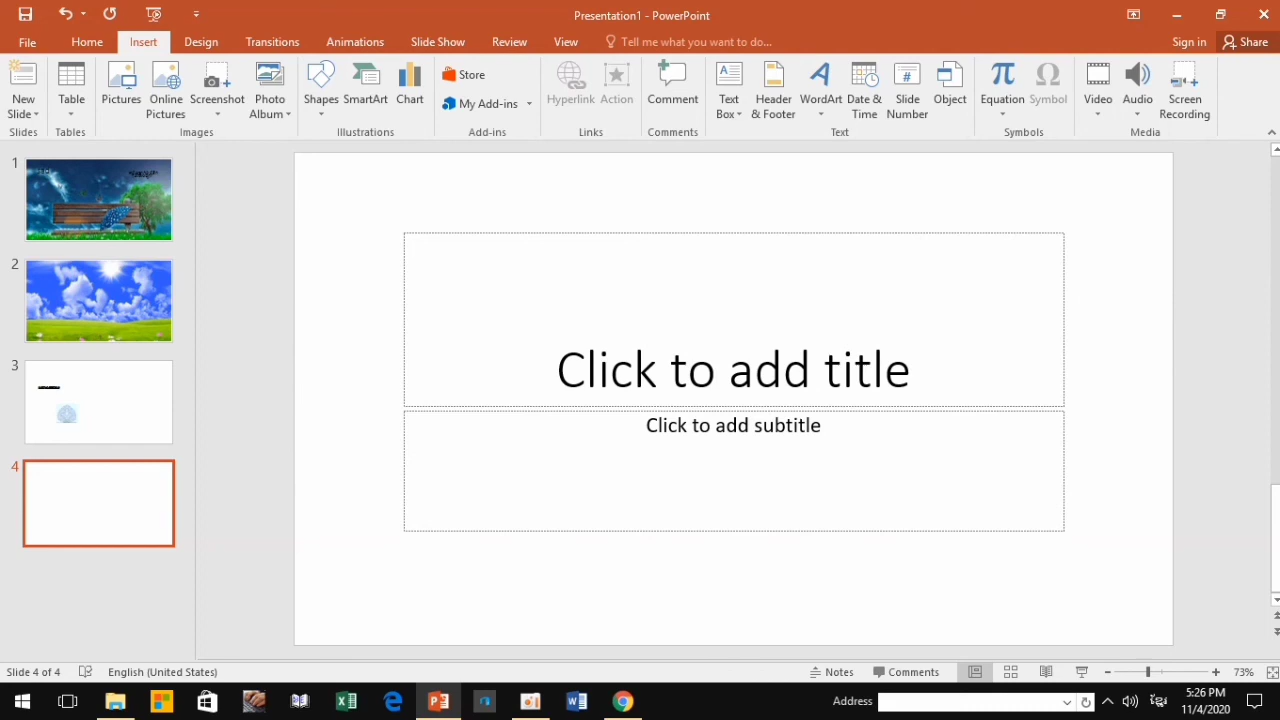 Presentation1 - PowerPoint
File Home Insert Design Transitions Animations Slide Show Review View Tell me what you want to do... Sign in Share
New Slide Table Pictures Online Pictures Screenshot Photo Album Shapes SmartArt Chart Store My Add-ins Hyperlink Action Comment Text Box Header & Footer WordArt Date & Time Slide Number Object Equation Symbol Video Audio Screen Recording
Slides Tables Images Illustrations Add-ins Links Comments Text Symbols Media
1
2
3
4
Click to add title
Click to add subtitle
Slide 4 of 4 English (United States) Notes Comments 73%
Address 5:26 PM
11/4/2020